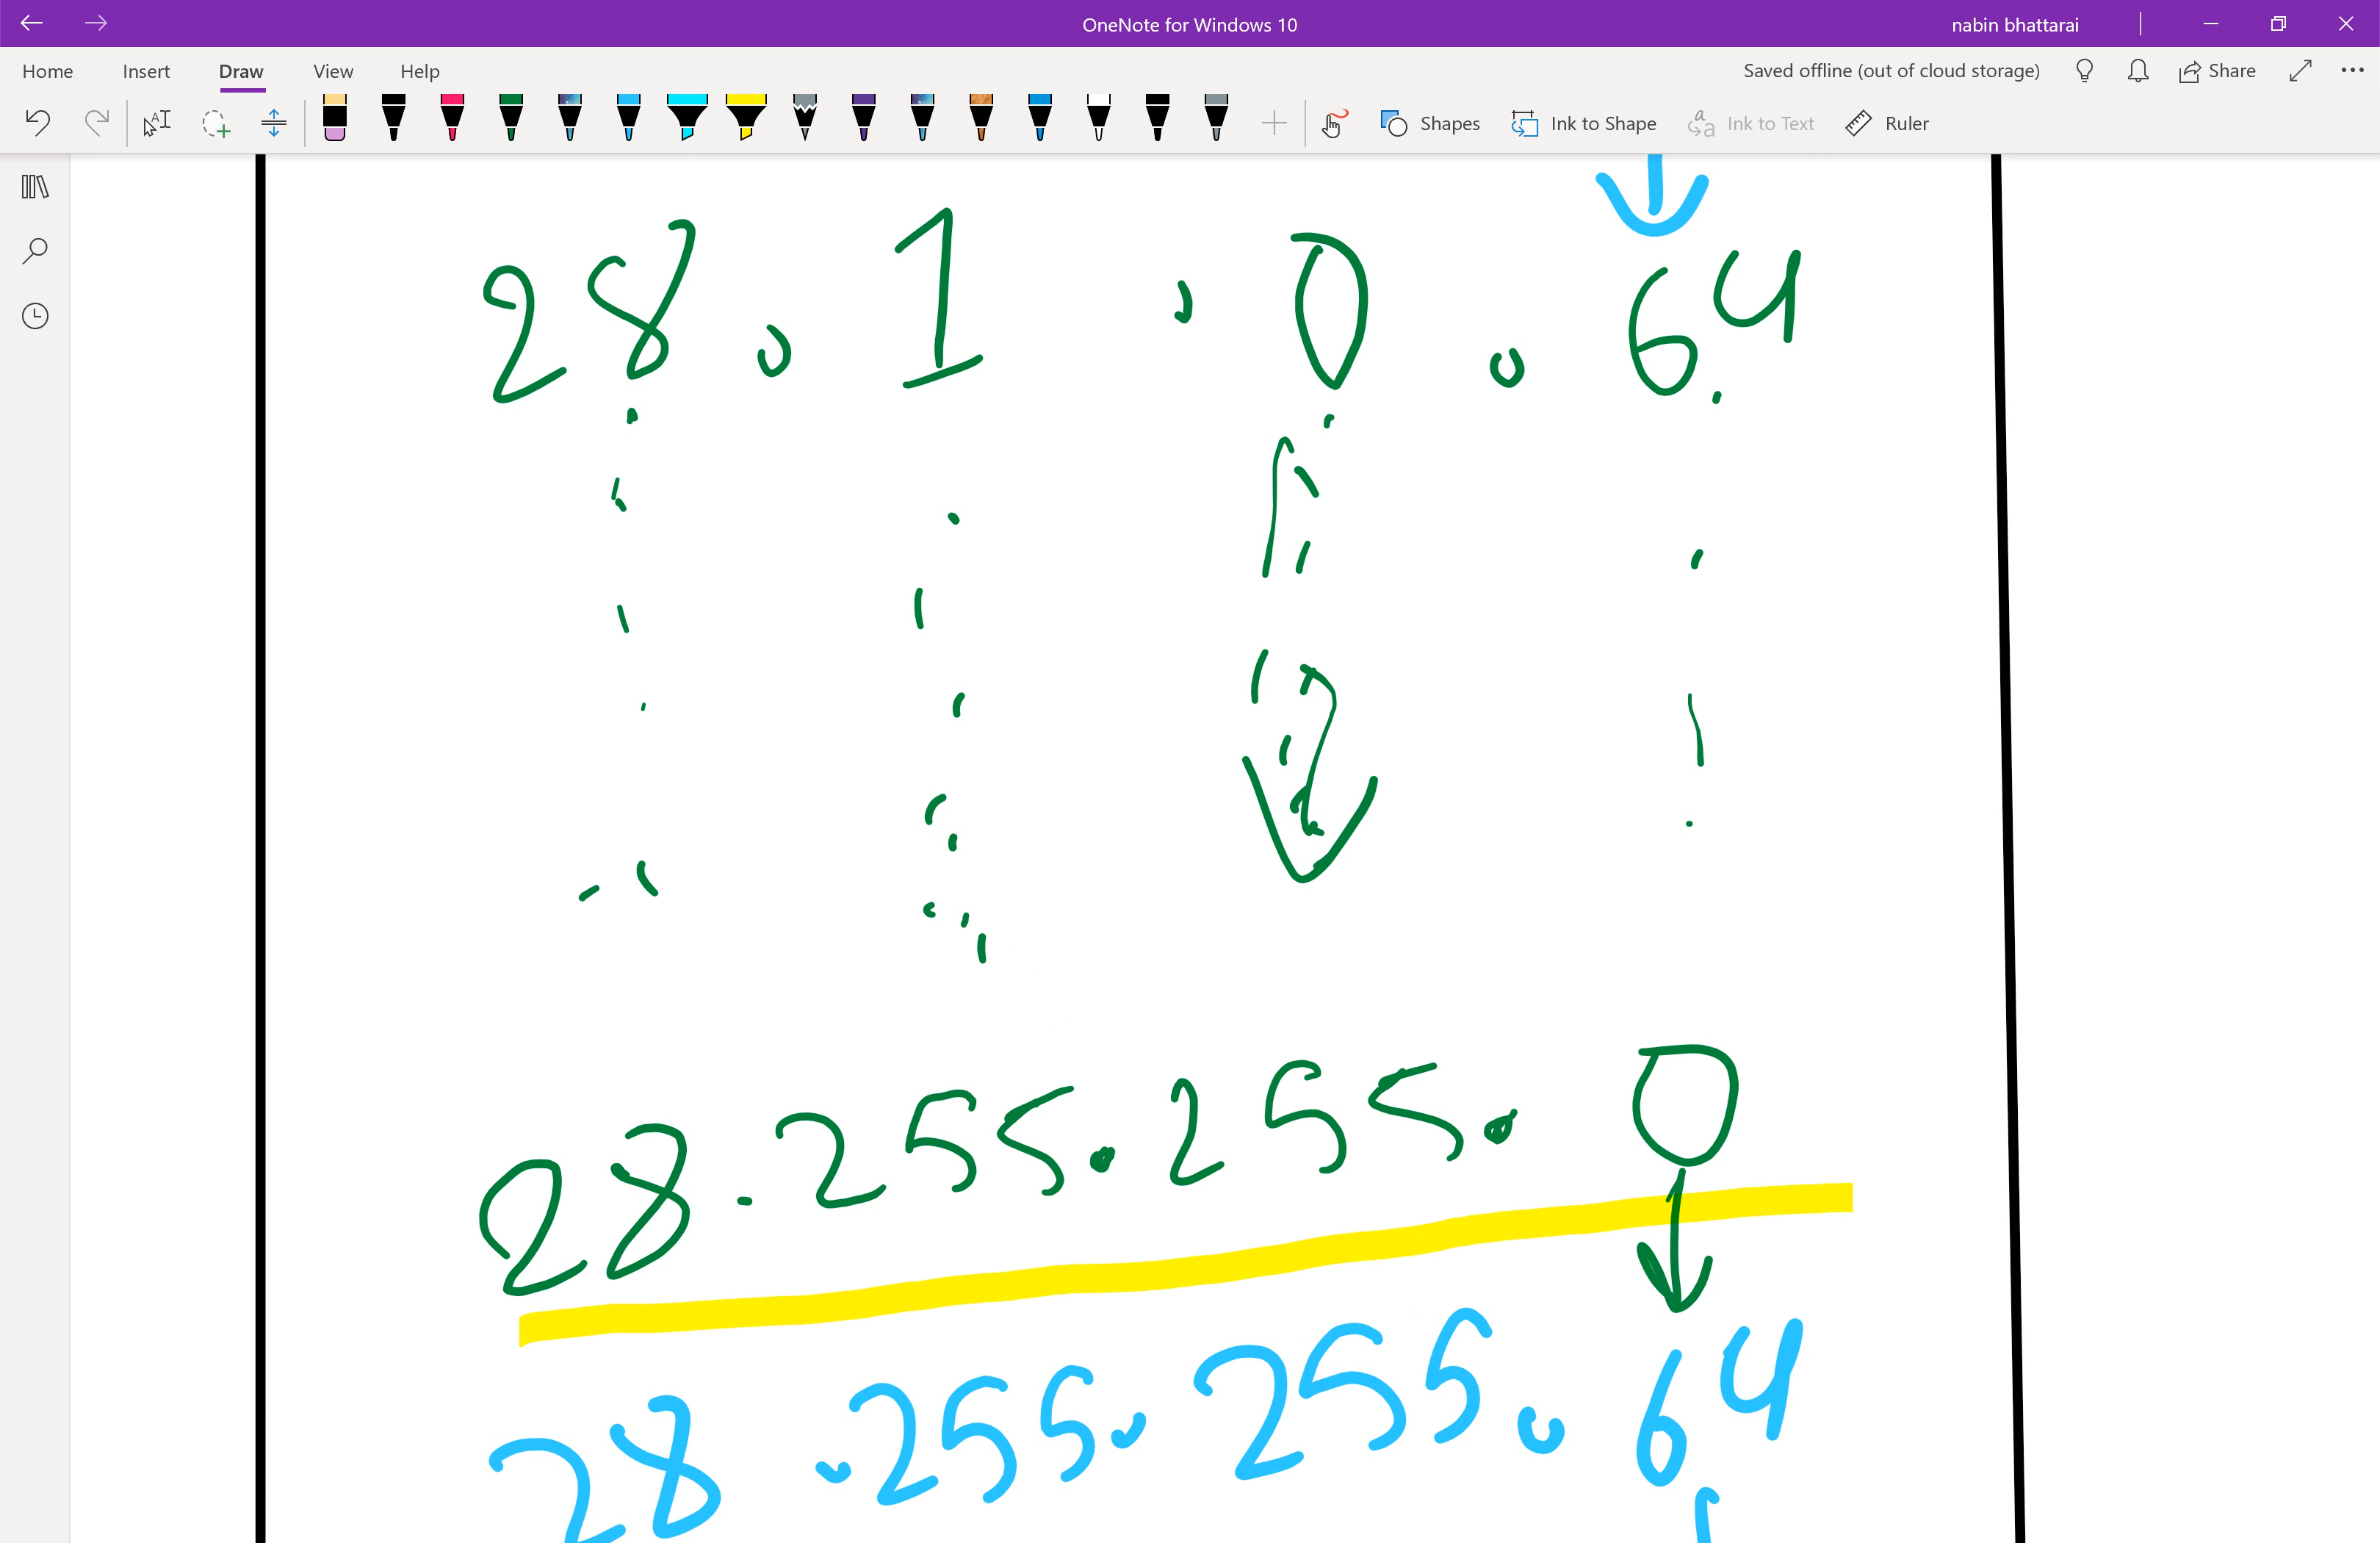 OneNote for Windows 10
nabin bhattarai
Home Insert Draw View Help
Saved offline (out of cloud storage) Share
Shapes Ink to Shape Ink to Text Ruler
28.1.0.64
28.255.255.0
28.255.255.64